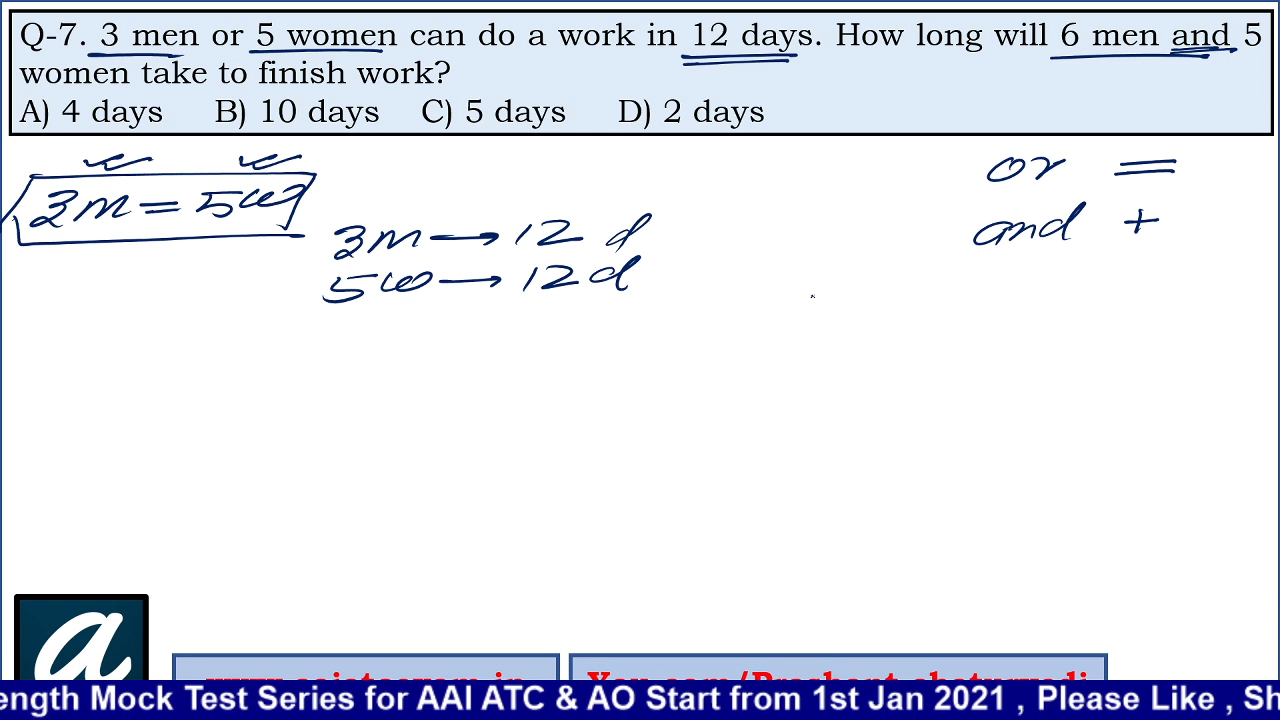 Q-7. 3 men or 5 women can do a work in 12 days. How long will 6 men and 5
women take to finish work?
A) 4 days B) 10 days C) 5 days D) 2 days
3m = 5w
or =
and +
3m → 12 d
5w → 12 d
a
ength Mock Test Series for AAI ATC & AO Start from 1st Jan 2021 , Please Like , Sh